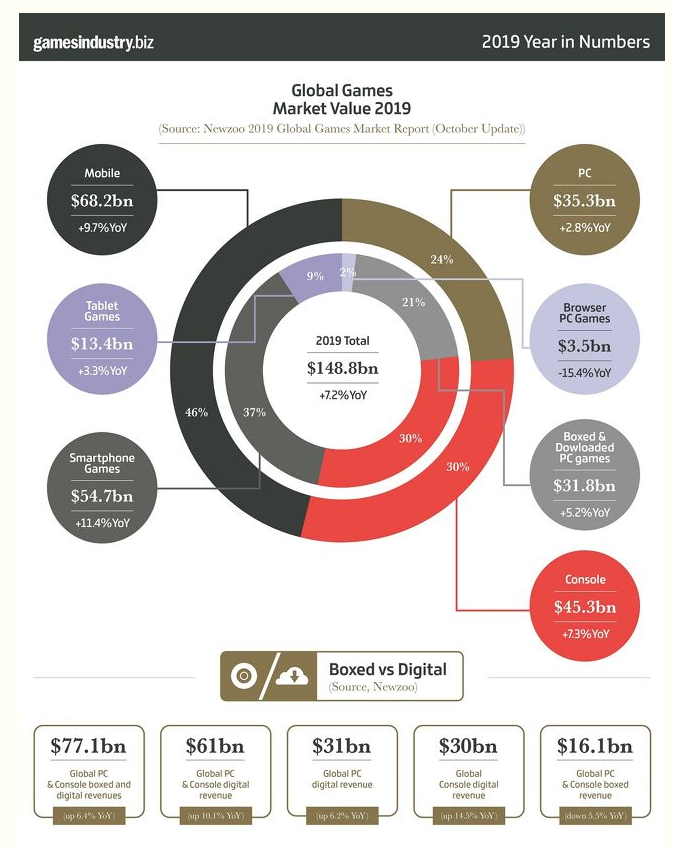 gamesindustry.biz
2019 Year in Numbers
Global Games
Market Value 2019
(Source: Newzoo 2019 Global Games Market Report (October Update))
Mobile
$68.2bn
+9.7%YoY
PC
$35.3bn
+2.8%YoY
24%
9%
2%
21%
Tablet
Games
$13.4bn
+3.3%YoY
Browser
PC Games
$3.5bn
-15.4%YoY
2019 Total
$148.8bn
+7.2%YoY
46%
37%
30%
30%
Smartphone
Games
$54.7bn
+11.4%YoY
Boxed &
Dowloaded
PC games
$31.8bn
+5.2%YoY
Console
$45.3bn
+7.3%YoY
Boxed vs Digital
(Source, Newzoo)
$77.1bn
Global PC
& Console boxed and
digital revenues
(up 6.4% YoY)
$61bn
Global PC
& Console digital
revenue
(up 10.1% YoY)
$31bn
Global PC
digital revenue
(up 6.2% YoY)
$30bn
Global
Console digital
revenue
(up 14.5% YoY)
$16.1bn
Global PC
& Console boxed
revenue
(down 5.5% YoY)